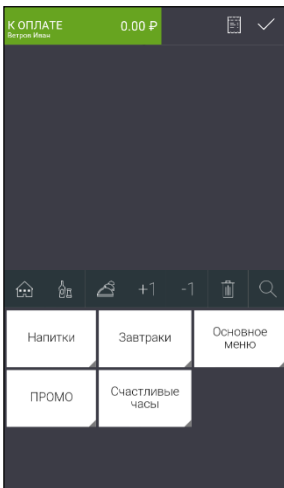 К ОПЛАТЕ 0.00 ₽
Ветров Иван
+1 -1
Напитки Завтраки Основное
меню
ПРОМО Счастливые
часы